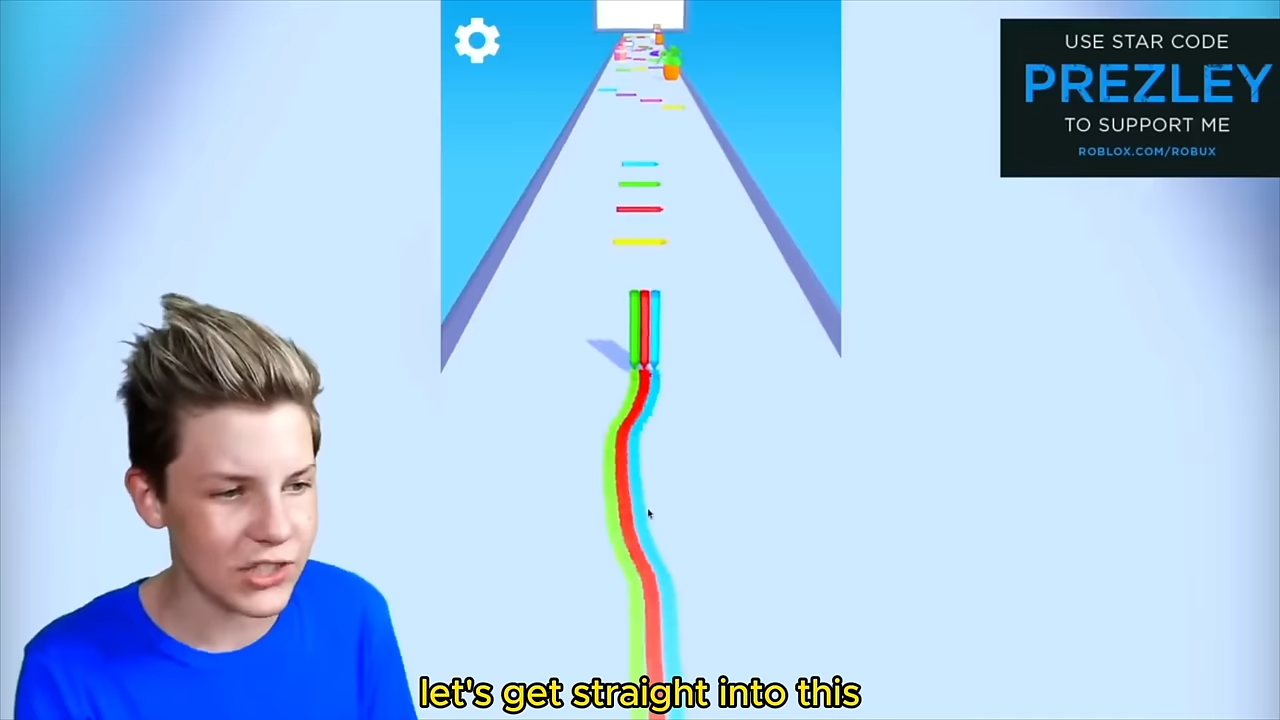 USE STAR CODE
PREZLEY
TO SUPPORT ME
ROBLOX.COM/ROBUX
let's get straight into this